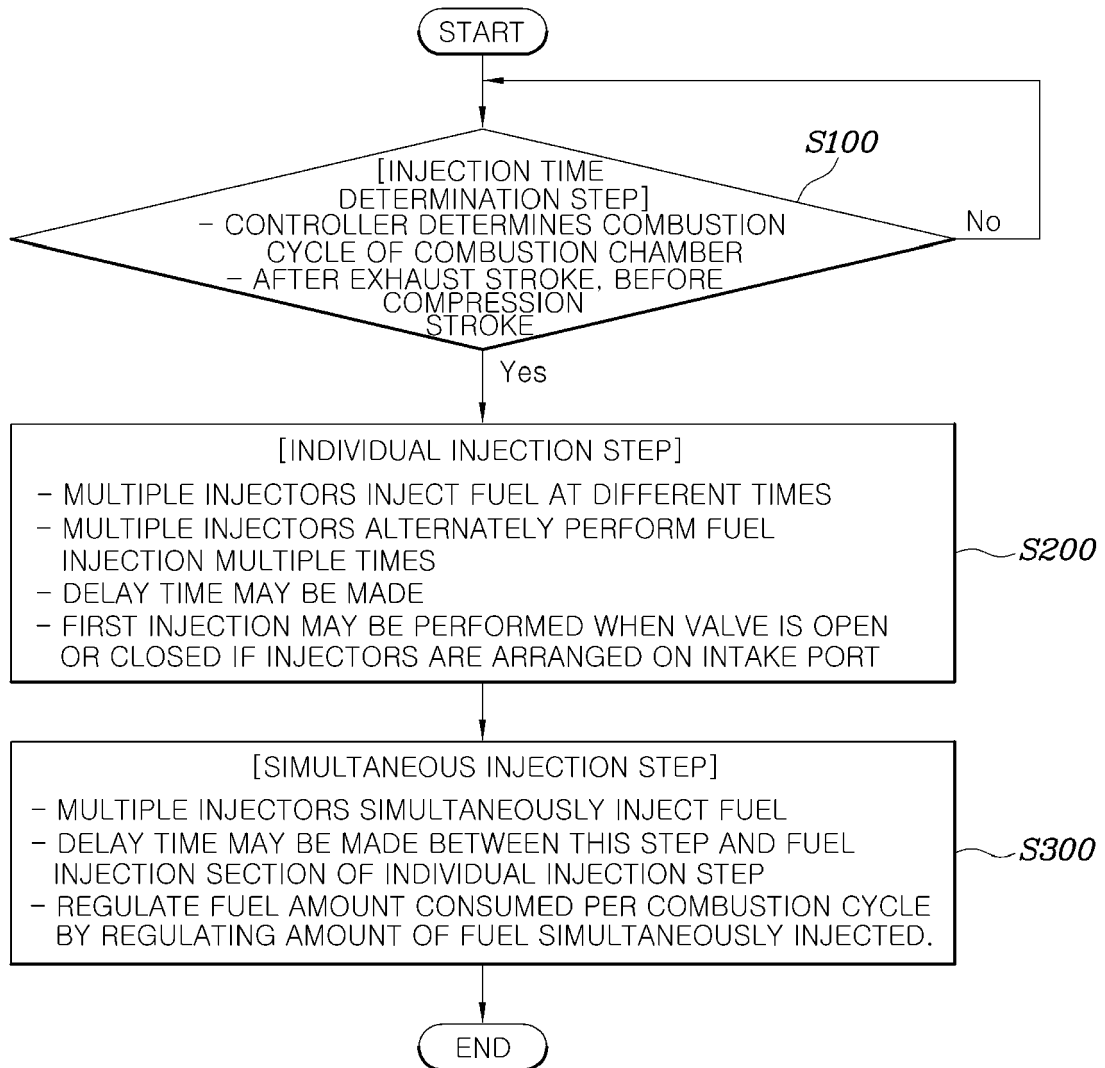 START
S100
[INJECTION TIME
DETERMINATION STEP]
- CONTROLLER DETERMINES COMBUSTION
CYCLE OF COMBUSTION CHAMBER
- AFTER EXHAUST STROKE, BEFORE
COMPRESSION
STROKE
No
Yes
[INDIVIDUAL INJECTION STEP]
- MULTIPLE INJECTORS INJECT FUEL AT DIFFERENT TIMES
- MULTIPLE INJECTORS ALTERNATELY PERFORM FUEL
INJECTION MULTIPLE TIMES
- DELAY TIME MAY BE MADE
- FIRST INJECTION MAY BE PERFORMED WHEN VALVE IS OPEN
OR CLOSED IF INJECTORS ARE ARRANGED ON INTAKE PORT
S200
[SIMULTANEOUS INJECTION STEP]
- MULTIPLE INJECTORS SIMULTANEOUSLY INJECT FUEL
- DELAY TIME MAY BE MADE BETWEEN THIS STEP AND FUEL
INJECTION SECTION OF INDIVIDUAL INJECTION STEP
- REGULATE FUEL AMOUNT CONSUMED PER COMBUSTION CYCLE
BY REGULATING AMOUNT OF FUEL SIMULTANEOUSLY INJECTED.
S300
END